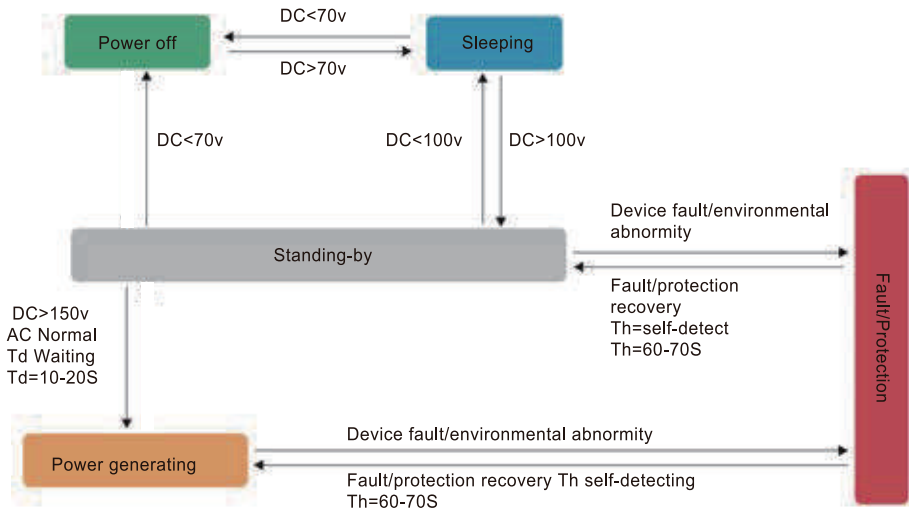 DC<70v
Power off
Sleeping
DC>70v
DC<70v
DC<100v
DC>100v
Device fault/environmental
abnormity
Standing-by
Fault/protection
recovery
Th=self-detect
Th=60-70S
Fault/Protection
DC>150v
AC Normal
Td Waiting
Td=10-20S
Device fault/environmental abnormity
Power generating
Fault/protection recovery Th self-detecting
Th=60-70S